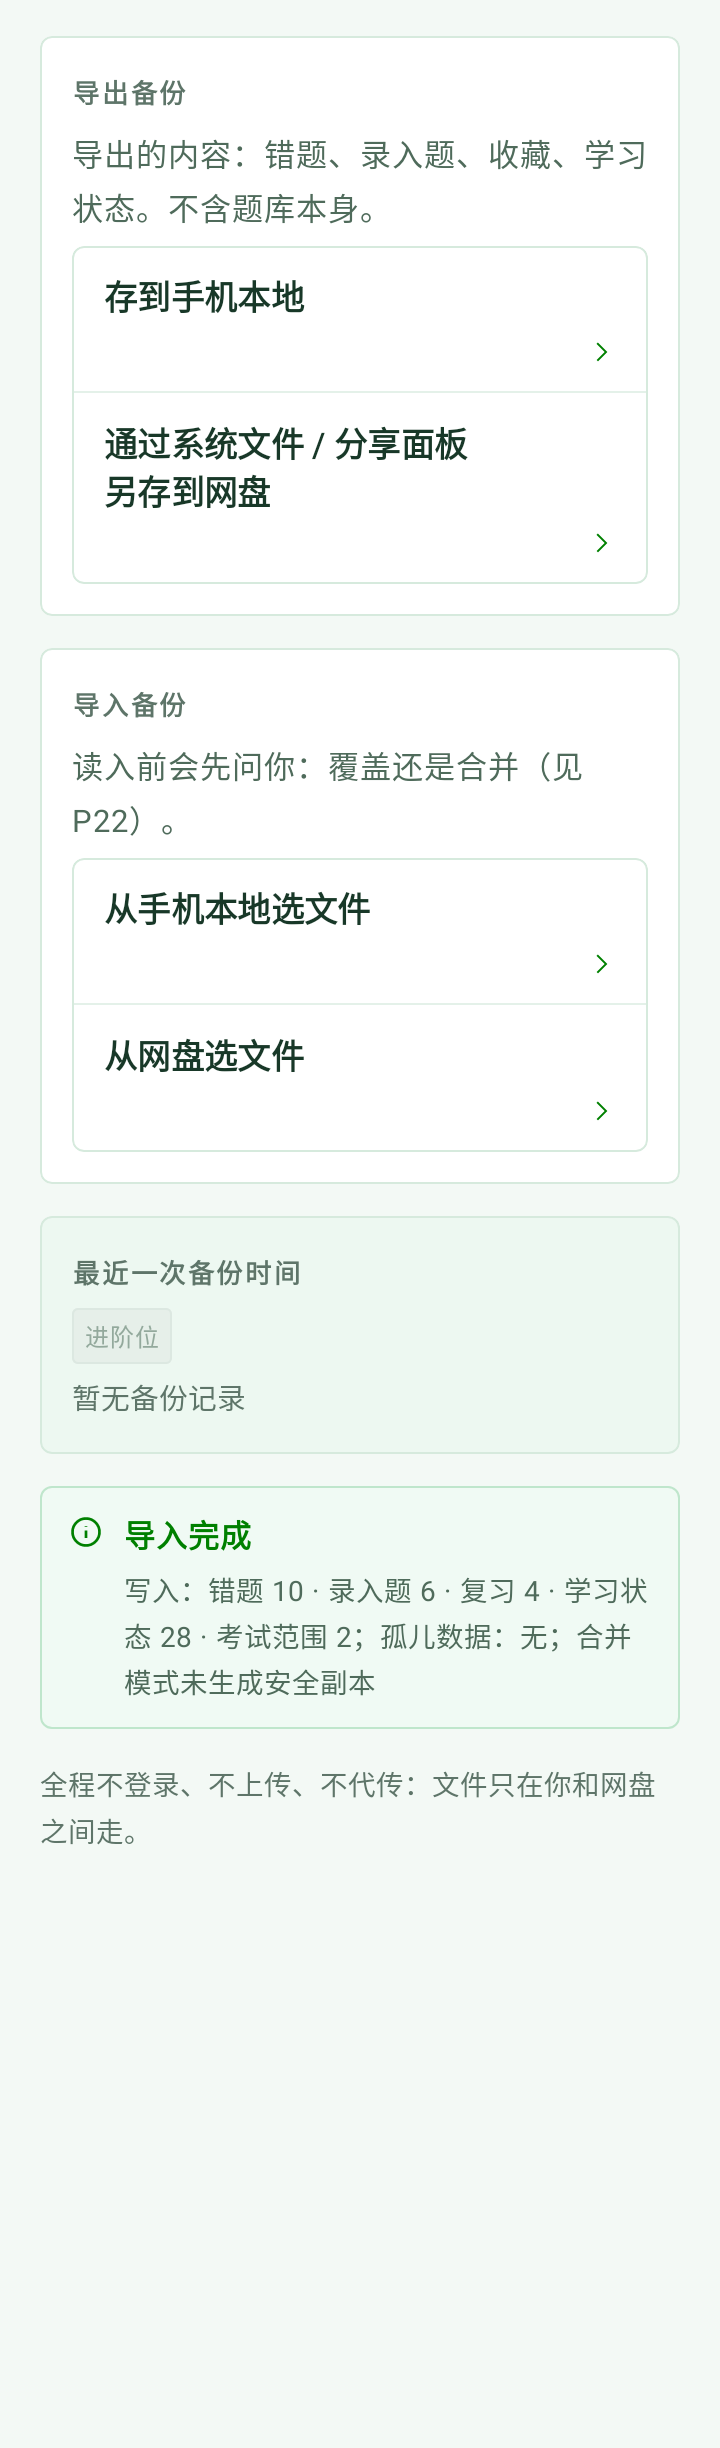 导出备份
导出的内容：错题、录入题、收藏、学习
状态。不含题库本身。
存到手机本地
通过系统文件 / 分享面板
另存到网盘
导入备份
读入前会先问你：覆盖还是合并（见
P22）。
从手机本地选文件
从网盘选文件
最近一次备份时间
进阶位
暂无备份记录
导入完成
写入：错题 10 · 录入题 6 · 复习 4 · 学习状
态 28 · 考试范围 2；孤儿数据：无；合并
模式未生成安全副本
全程不登录、不上传、不代传：文件只在你和网盘
之间走。